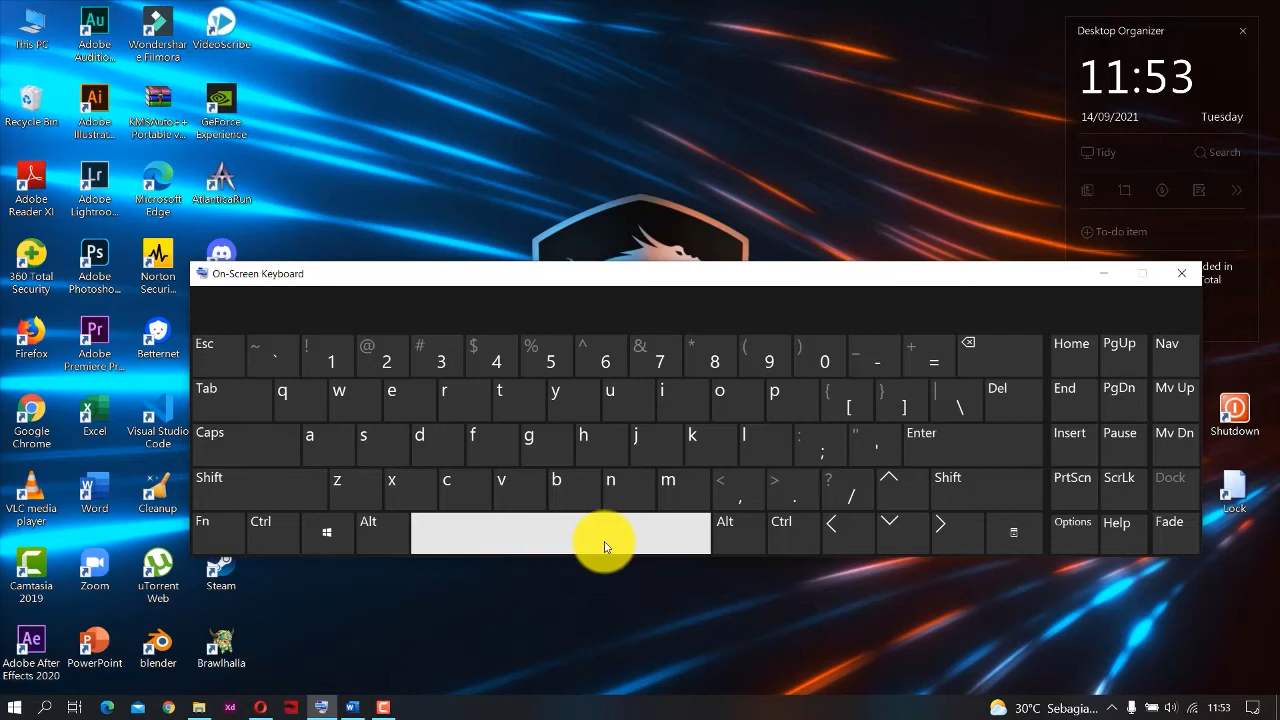 This PC
Adobe
Auditio...
Wondershar
e Filmora
VideoScribe
Recycle Bin
Adobe
Illustrat...
KMSAuto++
Portable v...
GeForce
Experience
Adobe
Reader XI
Adobe
Lightroo...
Microsoft
Edge
AtlanticaRun
360 Total
Security
Adobe
Photosho...
Norton
Securi...
Firefox
Adobe
Premiere Pr...
Betternet
Google
Chrome
Excel
Visual Studio
Code
VLC media
player
Word
Cleanup
Camtasia
2019
Zoom
uTorrent
Web
Steam
Adobe After
Effects 2020
PowerPoint
blender
Brawlhalla
Desktop Organizer
11:53
14/09/2021 Tuesday
Tidy Search
To-do item
ded in
Total
Shutdown
Lock
On-Screen Keyboard
Esc ~ ` ! 1 @ 2 # 3 $ 4 % 5 ^ 6 & 7 * 8 ( 9 ) 0 _ - + = Home PgUp Nav
Tab q w e r t y u i o p { [ } ] | \ Del End PgDn Mv Up
Caps a s d f g h j k l : ; " ' Enter Insert Pause Mv Dn
Shift z x c v b n m < , > . ? / Shift PrtScn ScrLk Dock
Fn Ctrl Alt Alt Ctrl Options Help Fade
30°C Sebagia... 11:53